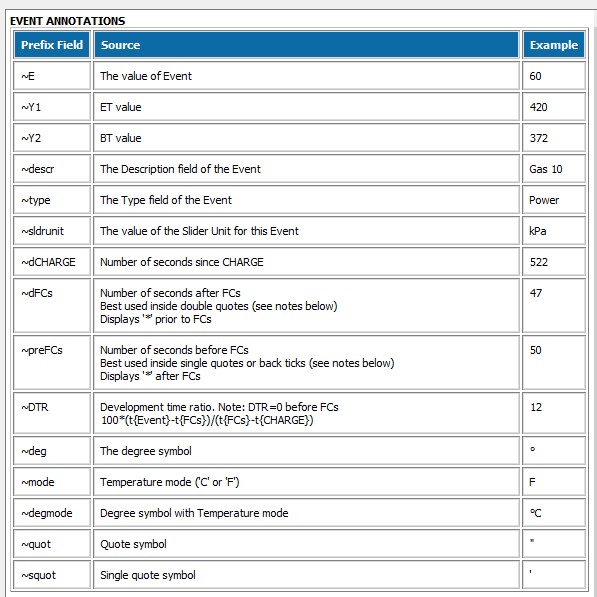 EVENT ANNOTATIONS
Prefix Field Source Example
~E The value of Event 60
~Y1 ET value 420
~Y2 BT value 372
~descr The Description field of the Event Gas 10
~type The Type field of the Event Power
~sldrunit The value of the Slider Unit for this Event kPa
~dCHARGE Number of seconds since CHARGE 522
~dFCs Number of seconds after FCs 47
Best used inside double quotes (see notes below)
Displays '*' prior to FCs
~preFCs Number of seconds before FCs 50
Best used inside single quotes or back ticks (see notes below)
Displays '*' after FCs
~DTR Development time ratio. Note: DTR=0 before FCs 12
100*(t{Event}-t{FCs})/(t{FCs}-t{CHARGE})
~deg The degree symbol °
~mode Temperature mode ('C' or 'F') F
~degmode Degree symbol with Temperature mode °C
~quot Quote symbol "
~squot Single quote symbol '